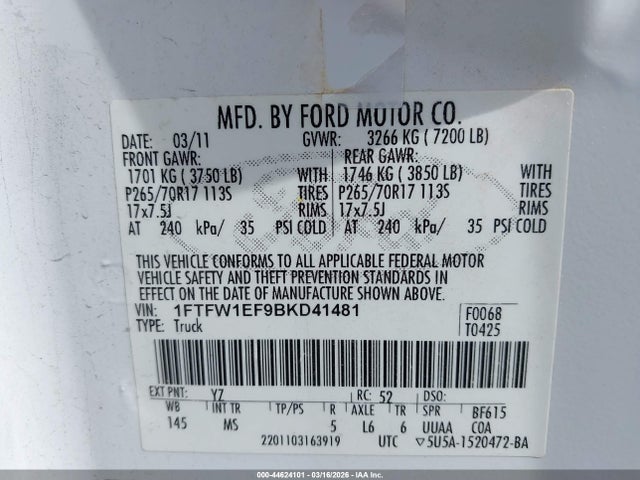 MFD. BY FORD MOTOR CO.
DATE: 03/11 GVWR: 3266 KG ( 7200 LB)
FRONT GAWR: REAR GAWR:
1701 KG ( 3750 LB) WITH 1746 KG ( 3850 LB) WITH
P265/70R17 113S TIRES P265/70R17 113S TIRES
17x7.5J RIMS 17x7.5J RIMS
AT 240 kPa/ 35 PSI COLD AT 240 kPa/ 35 PSI COLD
THIS VEHICLE CONFORMS TO ALL APPLICABLE FEDERAL MOTOR
VEHICLE SAFETY AND THEFT PREVENTION STANDARDS IN
EFFECT ON THE DATE OF MANUFACTURE SHOWN ABOVE.
VIN: 1FTFW1EF9BKD41481 F0068
TYPE: Truck T0425
EXT PNT: YZ RC: 52 DSO:
WB INT TR TP/PS R AXLE TR SPR BF615
145 MS 5 L6 6 UUAA COA
2201103163919 UTC ▽5U5A-1520472-BA
000-44624101 - 03/16/2026 - IAA Inc.